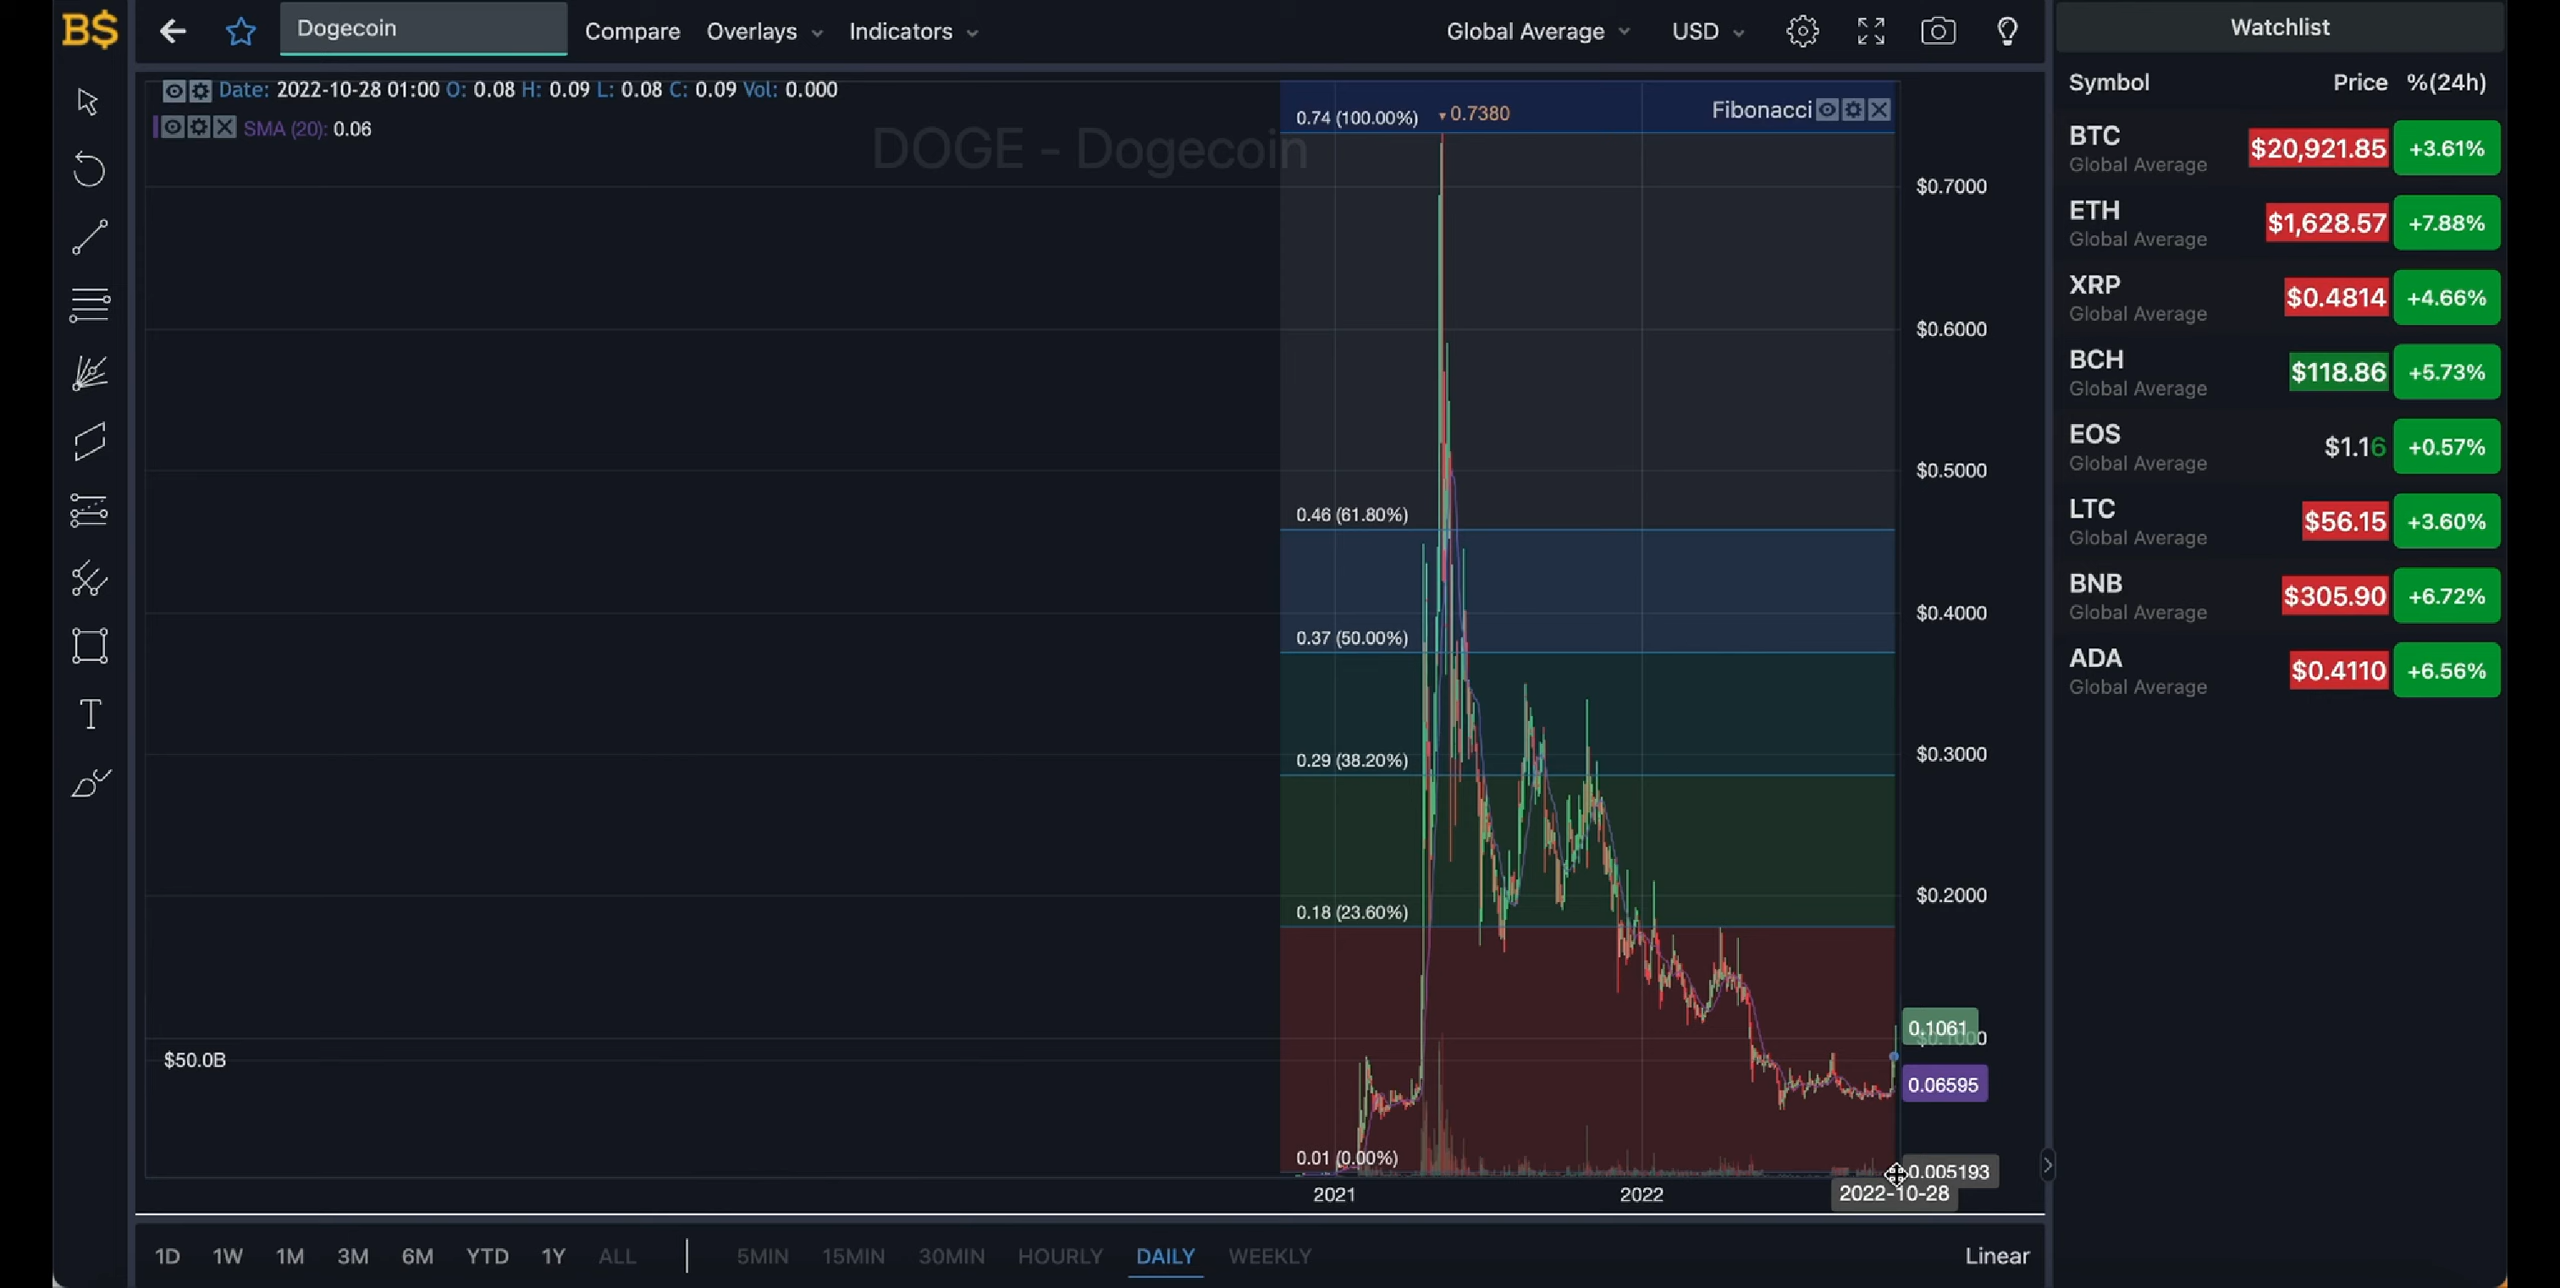 B$
Dogecoin
Compare
Overlays
Indicators
Global Average
USD
Date: 2022-10-28 01:00 O: 0.08 H: 0.09 L: 0.08 C: 0.09 Vol: 0.000
SMA (20): 0.06
DOGE - Dogecoin
0.74 (100.00%)
0.7380
Fibonacci
0.46 (61.80%)
0.37 (50.00%)
0.29 (38.20%)
0.18 (23.60%)
0.01 (0.00%)
$0.7000
$0.6000
$0.5000
$0.4000
$0.3000
$0.2000
0.1061
$0.1000
0.06595
0.005193
$50.0B
2021
2022
2022-10-28
1D 1W 1M 3M 6M YTD 1Y ALL
5MIN 15MIN 30MIN HOURLY DAILY WEEKLY
Linear
Watchlist
Symbol Price %(24h)
BTC $20,921.85 +3.61%
Global Average
ETH $1,628.57 +7.88%
Global Average
XRP $0.4814 +4.66%
Global Average
BCH $118.86 +5.73%
Global Average
EOS $1.16 +0.57%
Global Average
LTC $56.15 +3.60%
Global Average
BNB $305.90 +6.72%
Global Average
ADA $0.4110 +6.56%
Global Average